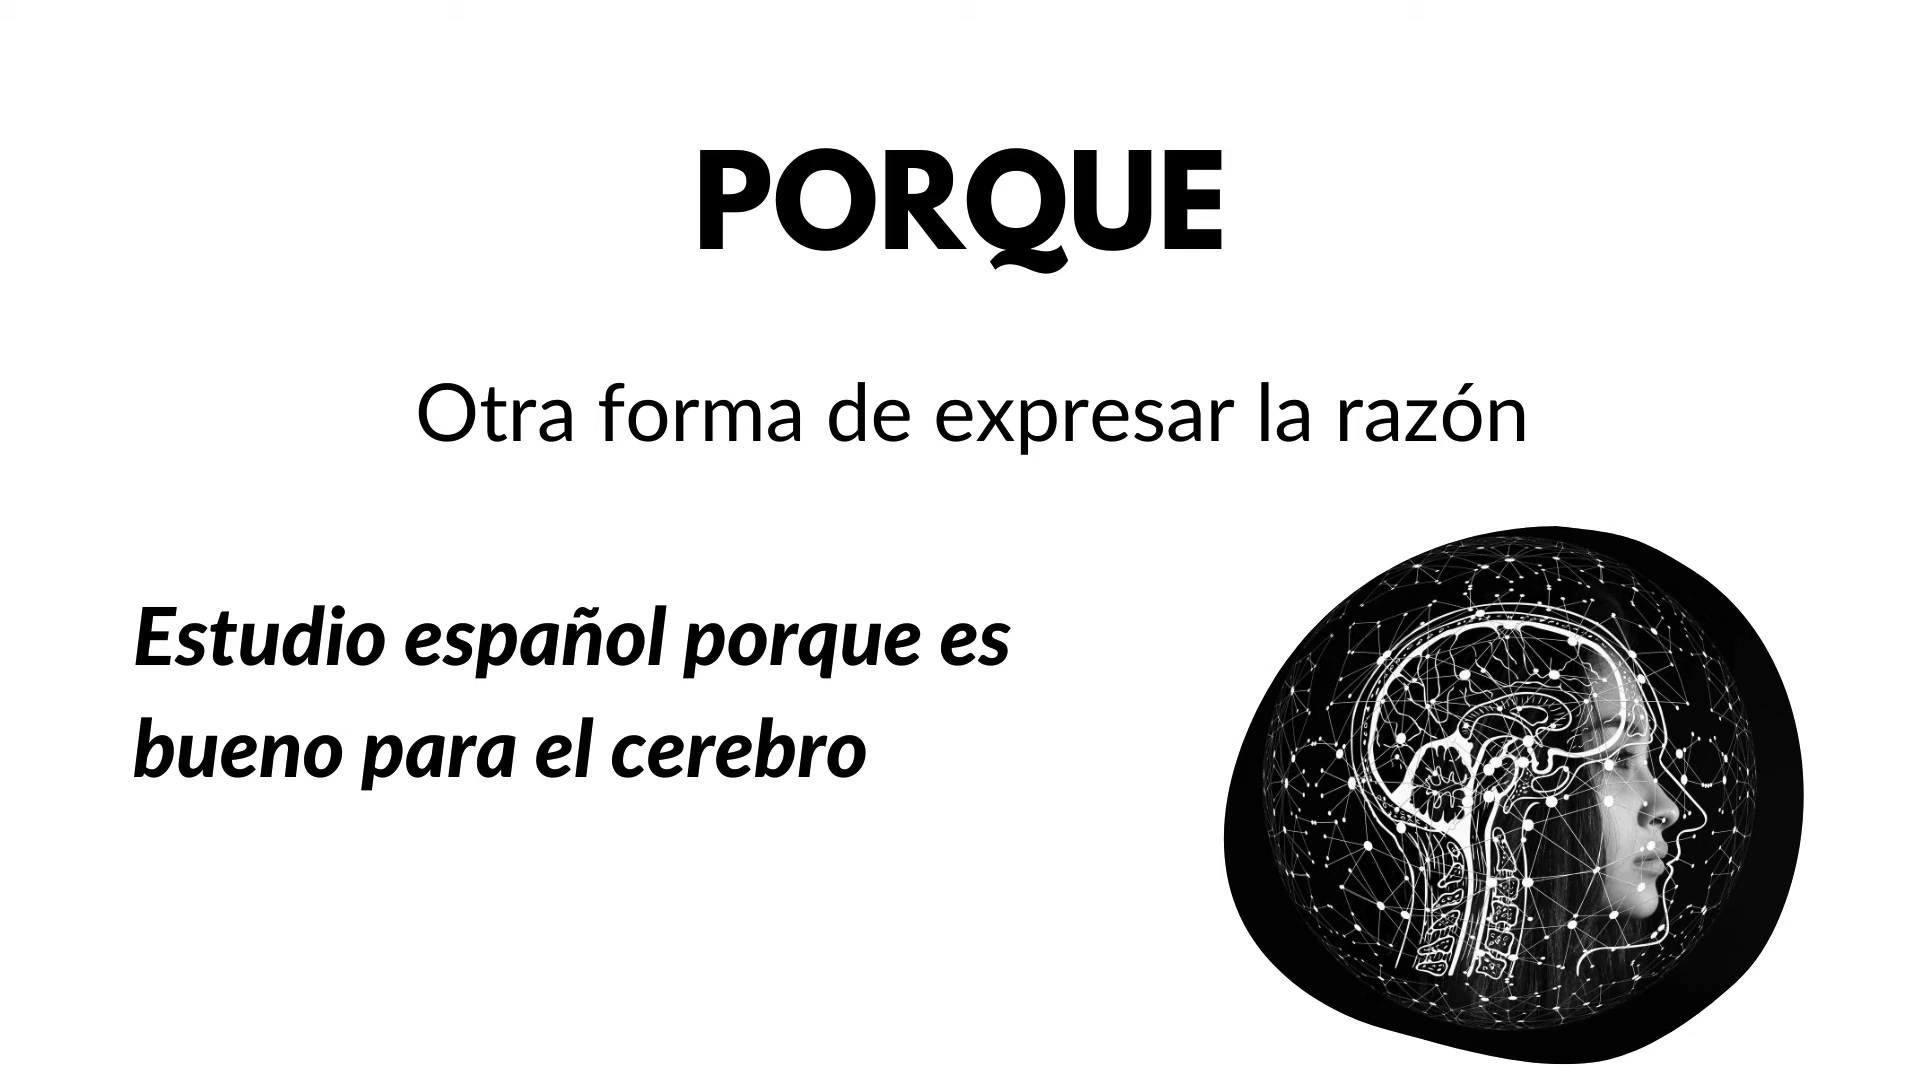 PORQUE
Otra forma de expresar la razón
Estudio español porque es
bueno para el cerebro